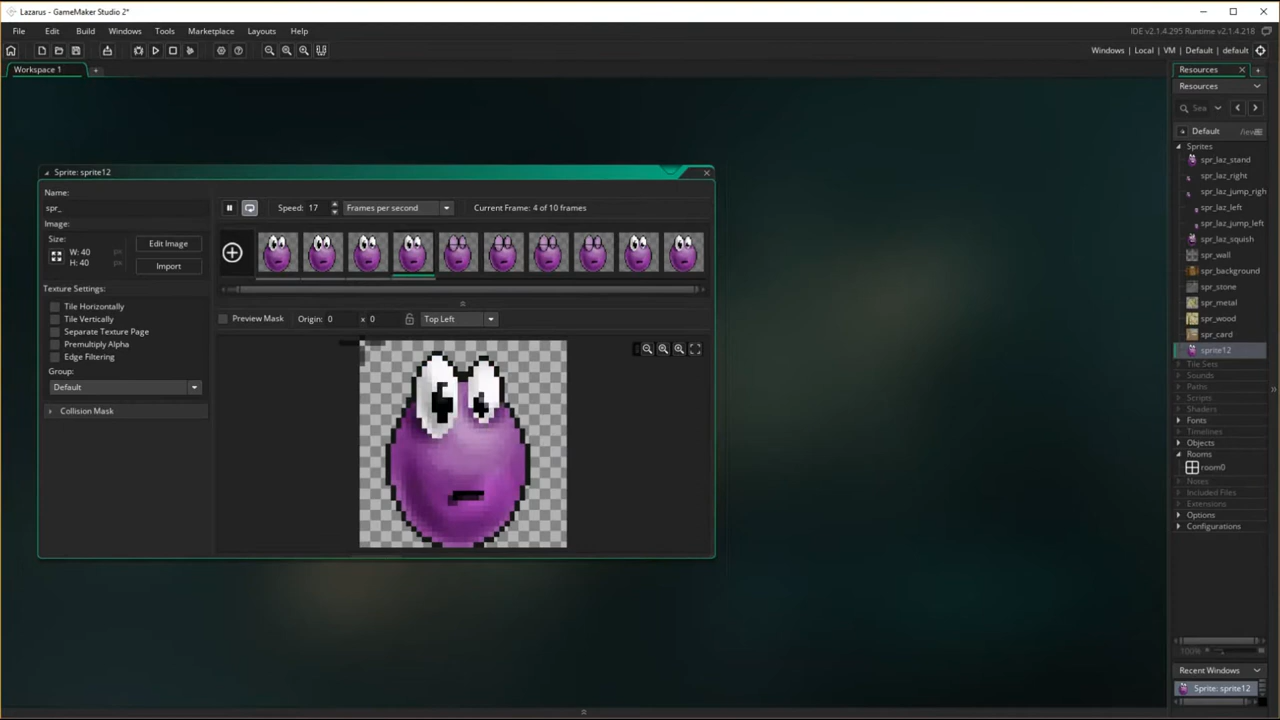 Lazarus - GameMaker Studio 2*
File Edit Build Windows Tools Marketplace Layouts Help
IDE v2.1.4.295 Runtime v2.1.4.218
Windows | Local | VM | Default | default
Workspace 1
Resources
Resources
Sea
Default
Sprites
spr_laz_stand
spr_laz_right
spr_laz_jump_righ
spr_laz_left
spr_laz_jump_left
spr_laz_squish
spr_wall
spr_background
spr_stone
spr_metal
spr_wood
spr_card
sprite12
Tile Sets
Sounds
Paths
Scripts
Shaders
Fonts
Timelines
Objects
Rooms
room0
Notes
Included Files
Extensions
Options
Configurations
100%
Recent Windows
Sprite: sprite12
Sprite: sprite12
Name:
spr_
Image:
Size:
W: 40 px
H: 40 px
Edit Image
Import
Texture Settings:
Tile Horizontally
Tile Vertically
Separate Texture Page
Premultiply Alpha
Edge Filtering
Group:
Default
Collision Mask
Speed: 17 Frames per second Current Frame: 4 of 10 frames
Preview Mask Origin: 0 x 0 Top Left